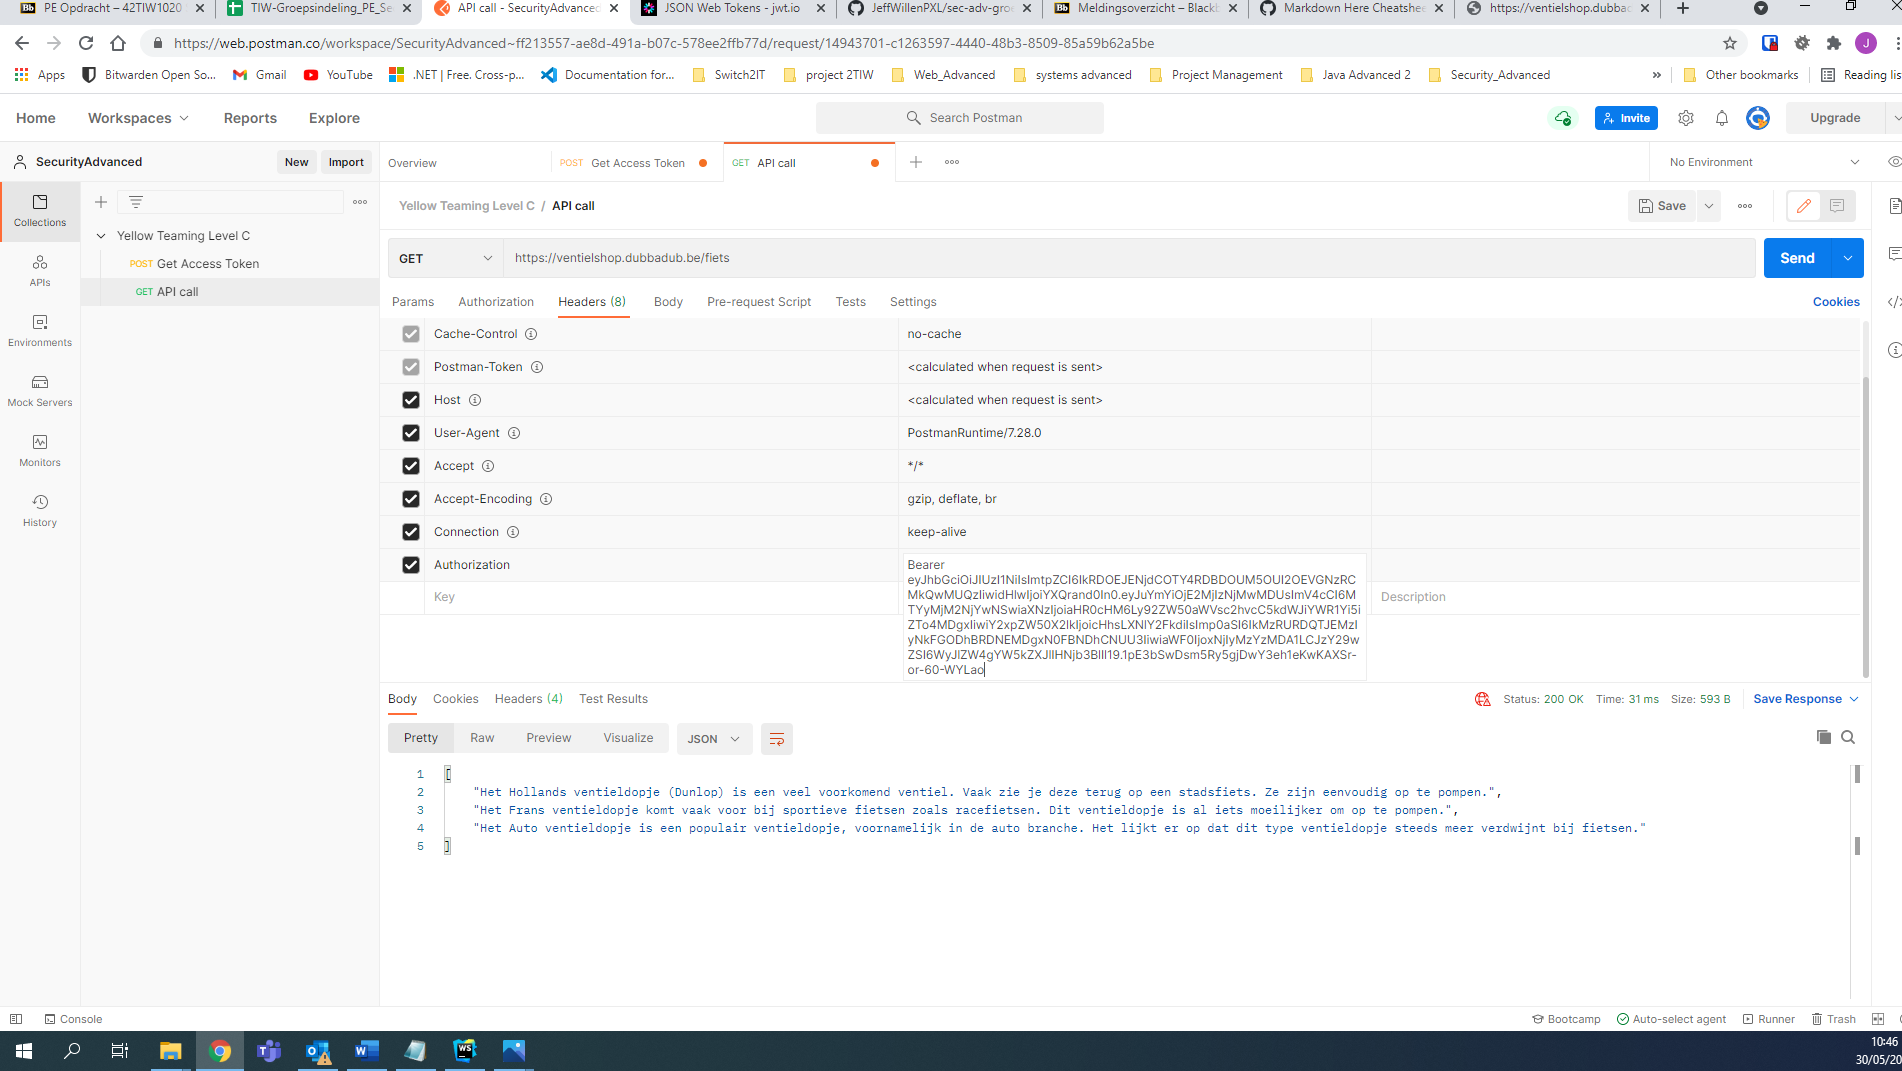 PE Opdracht – 42TIW1020
TIW-Groepsindeling_PE_Se
API call - SecurityAdvanced
JSON Web Tokens - jwt.io
JeffWillenPXL/sec-adv-gro
Meldingsoverzicht – Blackb
Markdown Here Cheatshee
https://ventielshop.dubbad
https://web.postman.co/workspace/SecurityAdvanced~ff213557-ae8d-491a-b07c-578ee2ffb77d/request/14943701-c1263597-4440-48b3-8509-85a59b62a5be
Apps
Bitwarden Open So...
Gmail
YouTube
.NET | Free. Cross-p...
Documentation for...
Switch2IT
project 2TIW
Web_Advanced
systems advanced
Project Management
Java Advanced 2
Security_Advanced
»
Other bookmarks
Reading lis
Home
Workspaces
Reports
Explore
Search Postman
Invite
Upgrade
SecurityAdvanced
New
Import
Overview
POST Get Access Token
GET API call
No Environment
Collections
APIs
Environments
Mock Servers
Monitors
History
Yellow Teaming Level C
POST Get Access Token
GET API call
Yellow Teaming Level C / API call
Save
GET
https://ventielshop.dubbadub.be/fiets
Send
Params
Authorization
Headers (8)
Body
Pre-request Script
Tests
Settings
Cookies
Cache-Control
no-cache
Postman-Token
<calculated when request is sent>
Host
<calculated when request is sent>
User-Agent
PostmanRuntime/7.28.0
Accept
*/*
Accept-Encoding
gzip, deflate, br
Connection
keep-alive
Authorization
Bearer
Key
Description
or-60-WYLao
Body
Cookies
Headers (4)
Test Results
Status: 200 OK
Time: 31 ms
Size: 593 B
Save Response
Pretty
Raw
Preview
Visualize
JSON
1 [
2 "Het Hollands ventieldopje (Dunlop) is een veel voorkomend ventiel. Vaak zie je deze terug op een stadsfiets. Ze zijn eenvoudig op te pompen.",
3 "Het Frans ventieldopje komt vaak voor bij sportieve fietsen zoals racefietsen. Dit ventieldopje is al iets moeilijker om op te pompen.",
4 "Het Auto ventieldopje is een populair ventieldopje, voornamelijk in de auto branche. Het lijkt er op dat dit type ventieldopje steeds meer verdwijnt bij fietsen."
5 ]
Console
Bootcamp
Auto-select agent
Runner
Trash
10:46
30/05/20